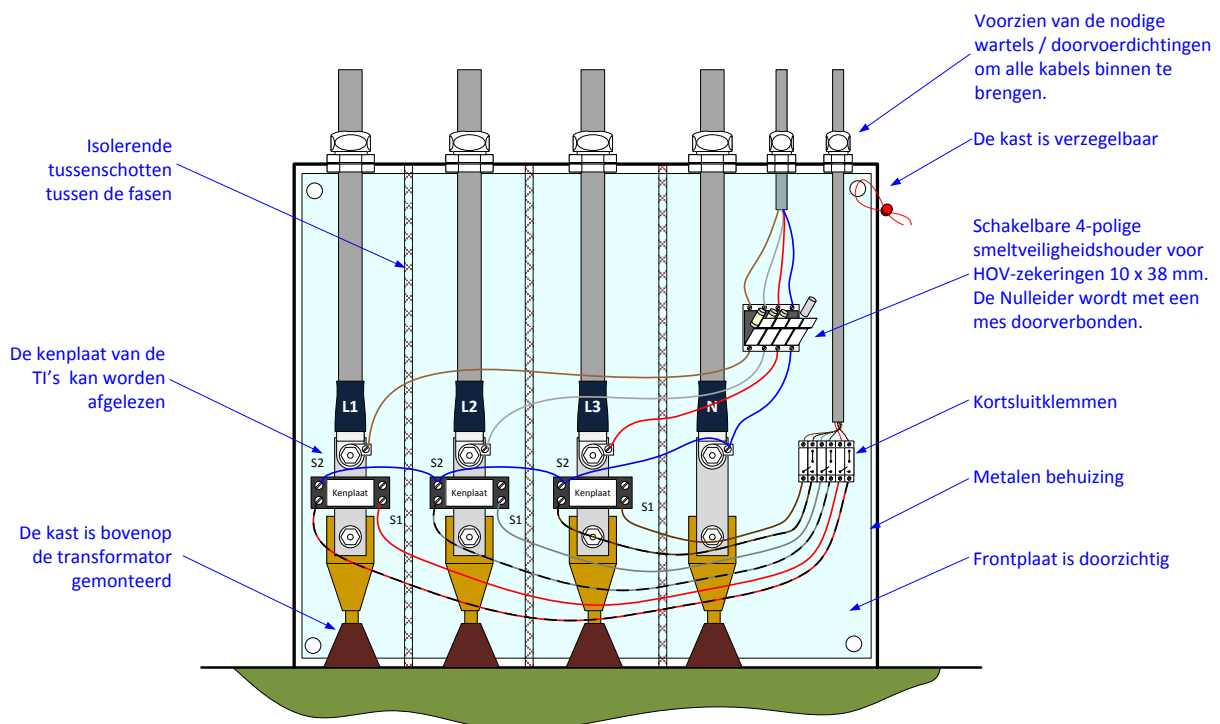 Voorzien van de nodige
wartels / doorvoerdichtingen
om alle kabels binnen te
brengen.
Isolerende
tussenschotten
tussen de fasen
De kast is verzegelbaar
Schakelbare 4-polige
smeltveiligheidshouder voor
HOV-zekeringen 10 x 38 mm.
De Nulleider wordt met een
mes doorverbonden.
De kenplaat van de
TI's kan worden
afgelezen
L1
L2
L3
N
Kortsluitklemmen
S2
S2
S2
Kenplaat
Kenplaat
Kenplaat
S1
S1
S1
Metalen behuizing
De kast is bovenop
de transformator
gemonteerd
Frontplaat is doorzichtig